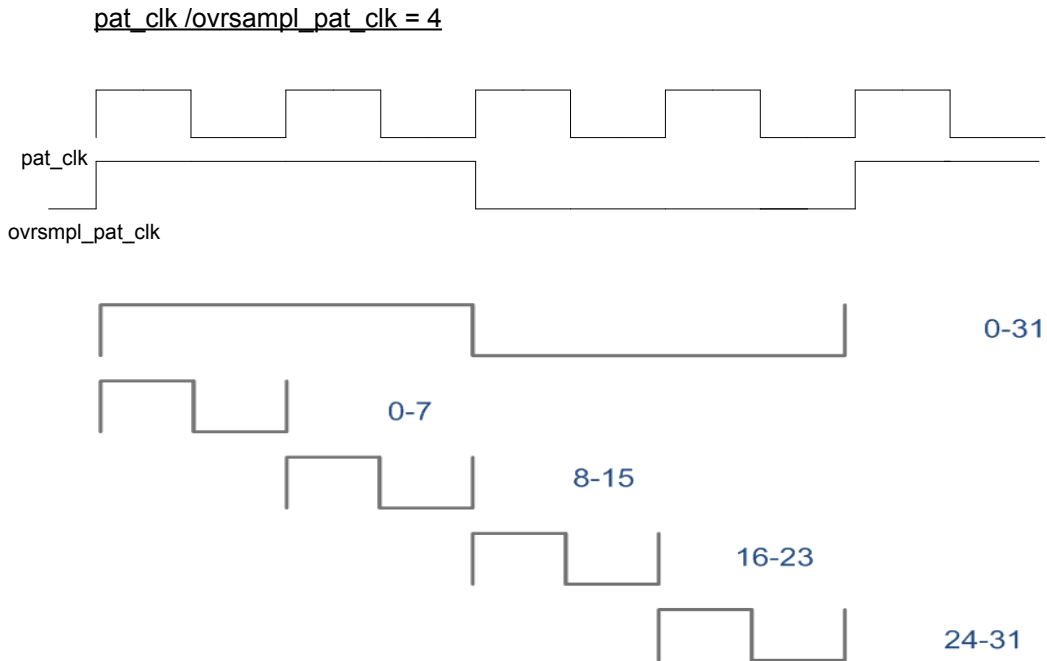 pat_clk /ovrsampl_pat_clk = 4
pat_clk
ovrsmpl_pat_clk
0-31
0-7
8-15
16-23
24-31